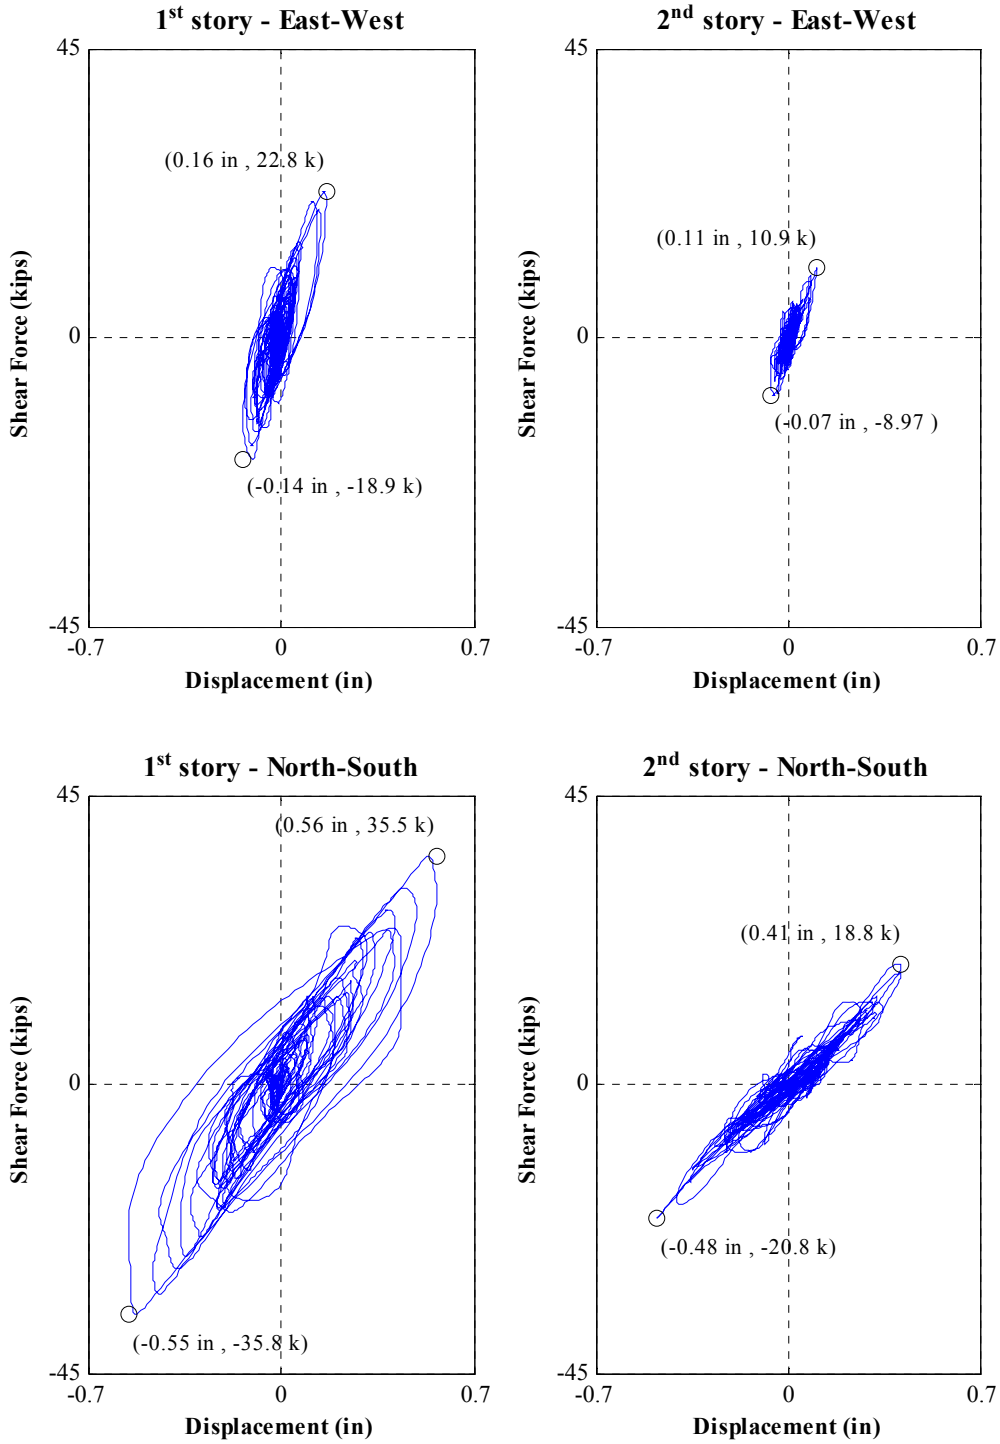 1st story - East-West
45
(0.16 in , 22.8 k)
Shear Force (kips)
0
(-0.14 in , -18.9 k)
-45
-0.7 0 0.7
Displacement (in)
2nd story - East-West
45
(0.11 in , 10.9 k)
Shear Force (kips)
0
(-0.07 in , -8.97 )
-45
-0.7 0 0.7
Displacement (in)
1st story - North-South
45
(0.56 in , 35.5 k)
Shear Force (kips)
0
(-0.55 in , -35.8 k)
-45
-0.7 0 0.7
Displacement (in)
2nd story - North-South
45
(0.41 in , 18.8 k)
Shear Force (kips)
0
(-0.48 in , -20.8 k)
-45
-0.7 0 0.7
Displacement (in)